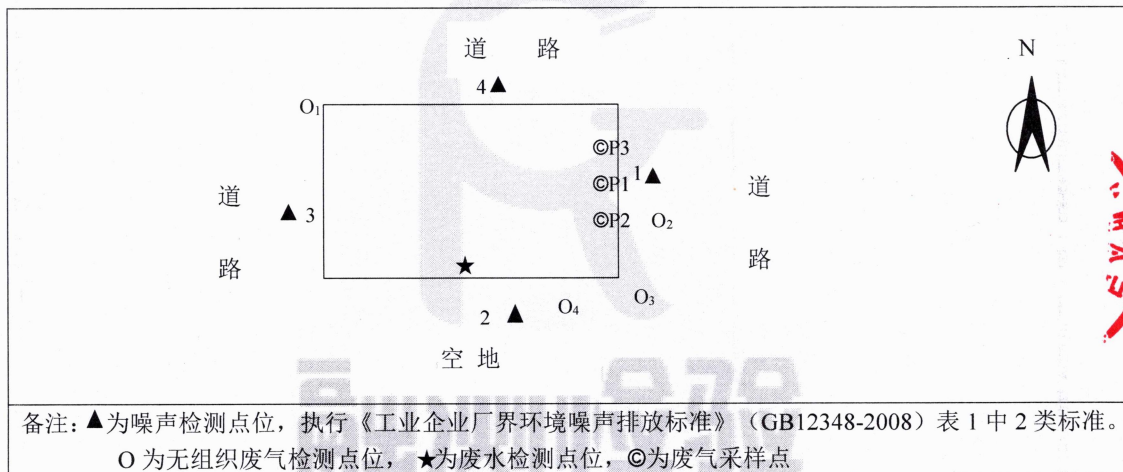 道 路
N
4▲
O₁
©P3
1▲
©P1
道
道
▲3
©P2
O₂
路
路
★
O₃
O₄
2▲
空 地
备注：▲为噪声检测点位，执行《工业企业厂界环境噪声排放标准》（GB12348-2008）表 1 中 2 类标准。
O 为无组织废气检测点位，★为废水检测点位，©为废气采样点